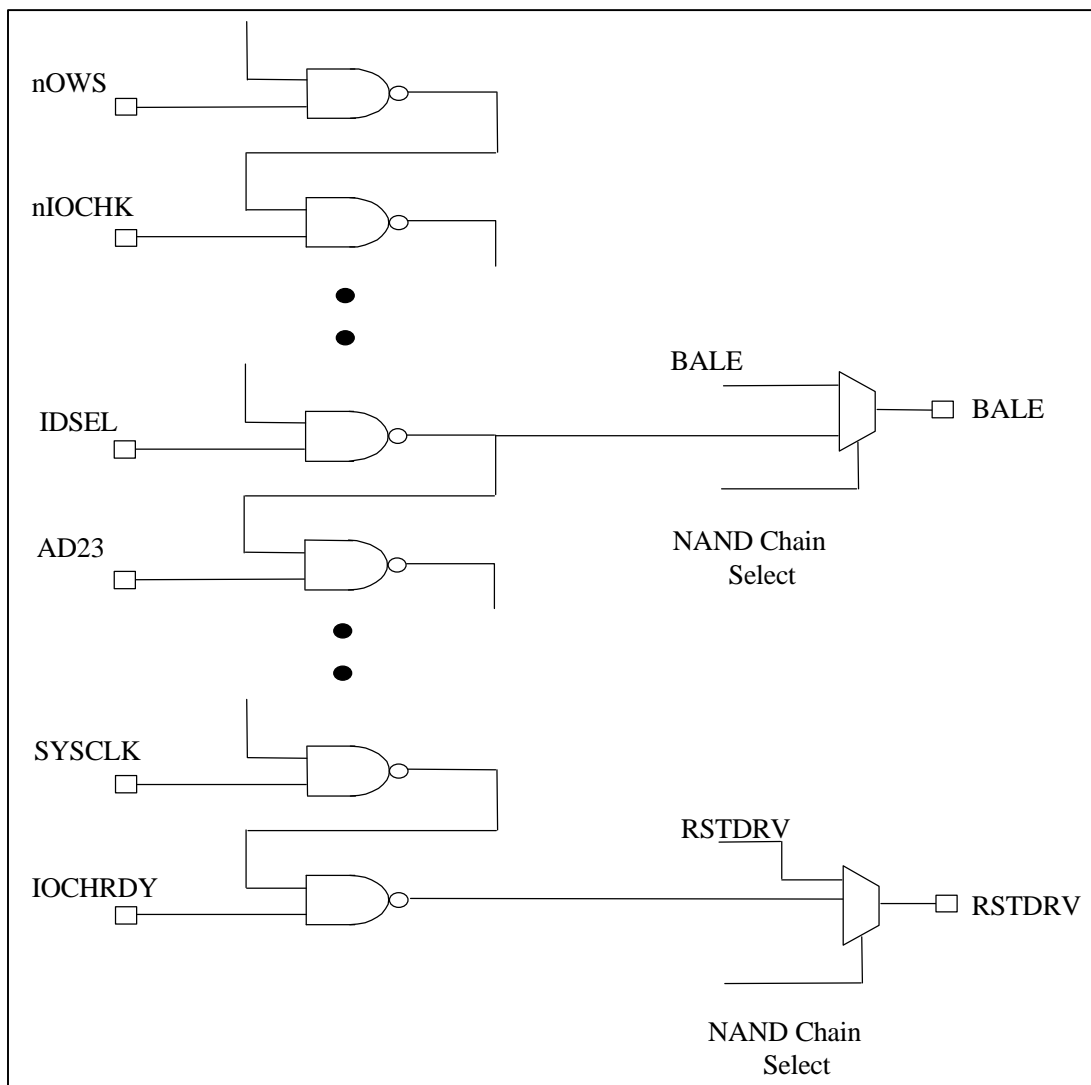 nOWS
nIOCHK
BALE
IDSEL
BALE
AD23
NAND Chain
Select
SYSCLK
RSTDRV
IOCHRDY
RSTDRV
NAND Chain
Select